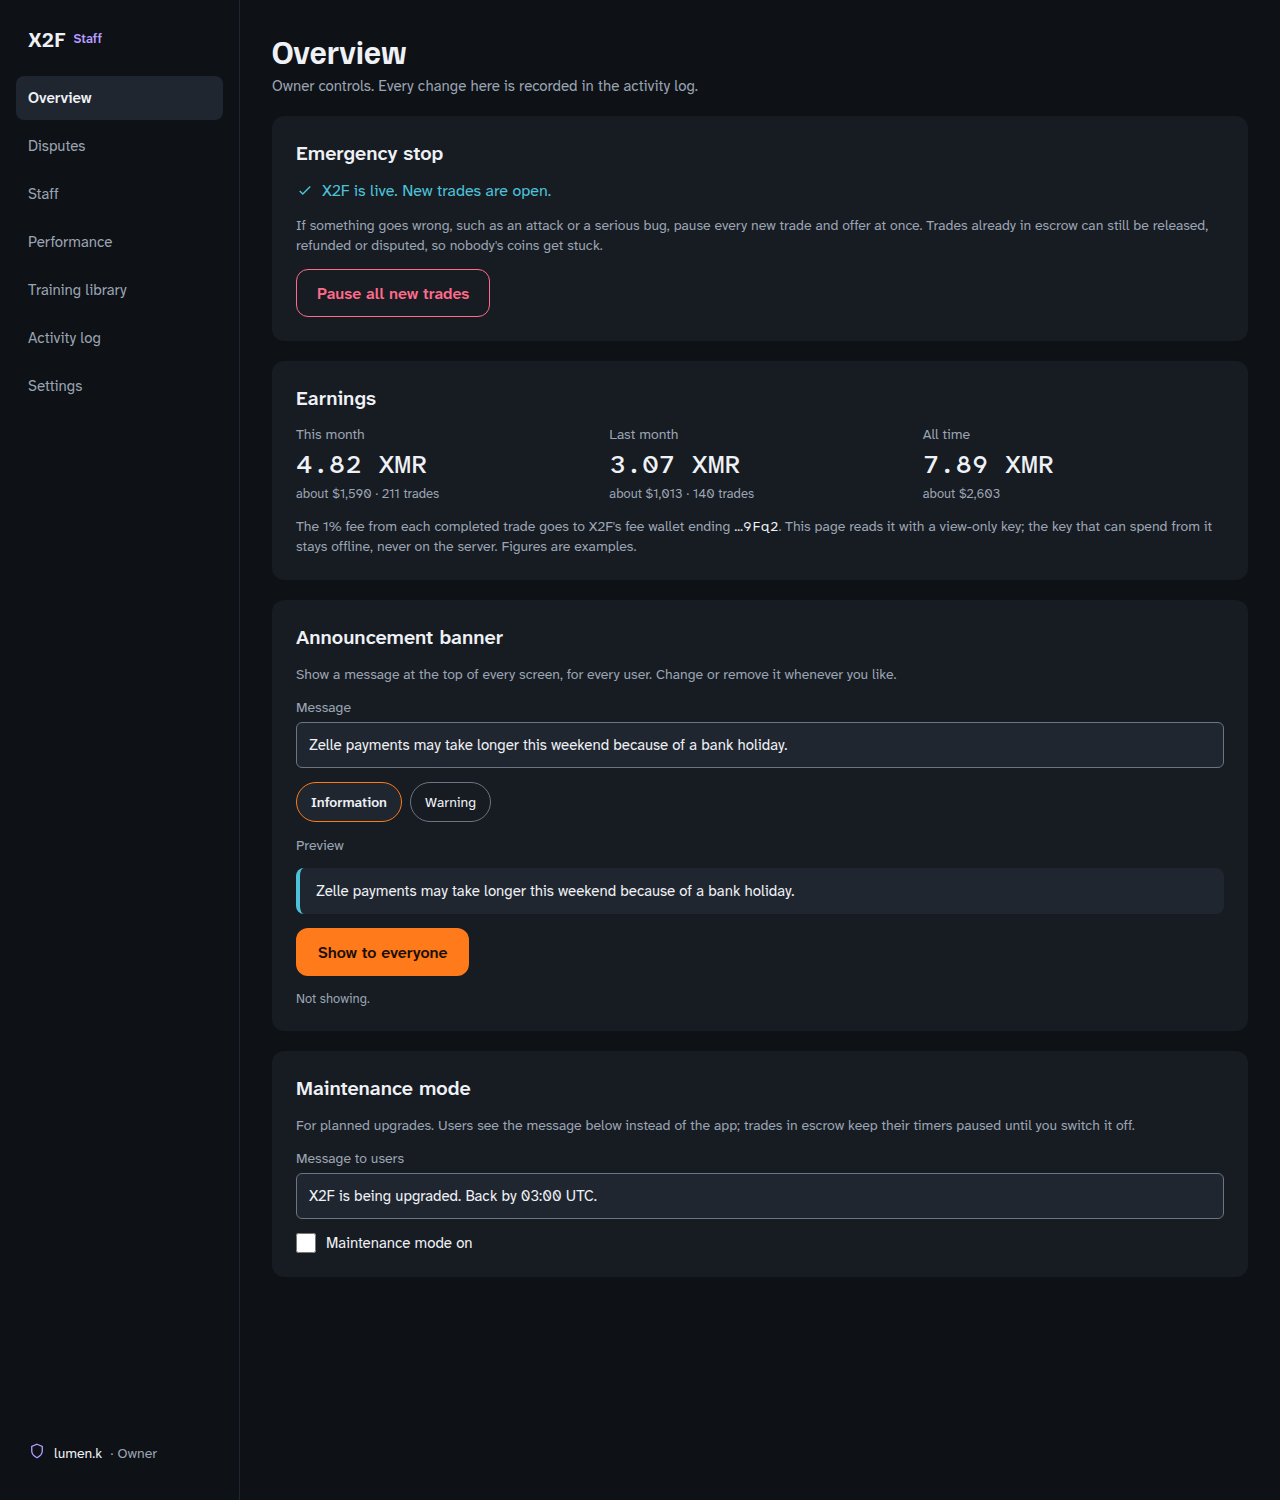 X2F Staff
Overview
Disputes
Staff
Performance
Training library
Activity log
Settings
lumen.k · Owner
Overview
Owner controls. Every change here is recorded in the activity log.
Emergency stop
X2F is live. New trades are open.
If something goes wrong, such as an attack or a serious bug, pause every new trade and offer at once. Trades already in escrow can still be released,
refunded or disputed, so nobody's coins get stuck.
Pause all new trades
Earnings
This month
4.82 XMR
about $1,590 · 211 trades
Last month
3.07 XMR
about $1,013 · 140 trades
All time
7.89 XMR
about $2,603
The 1% fee from each completed trade goes to X2F's fee wallet ending …9Fq2. This page reads it with a view-only key; the key that can spend from it
stays offline, never on the server. Figures are examples.
Announcement banner
Show a message at the top of every screen, for every user. Change or remove it whenever you like.
Message
Zelle payments may take longer this weekend because of a bank holiday.
Information
Warning
Preview
Zelle payments may take longer this weekend because of a bank holiday.
Show to everyone
Not showing.
Maintenance mode
For planned upgrades. Users see the message below instead of the app; trades in escrow keep their timers paused until you switch it off.
Message to users
X2F is being upgraded. Back by 03:00 UTC.
Maintenance mode on